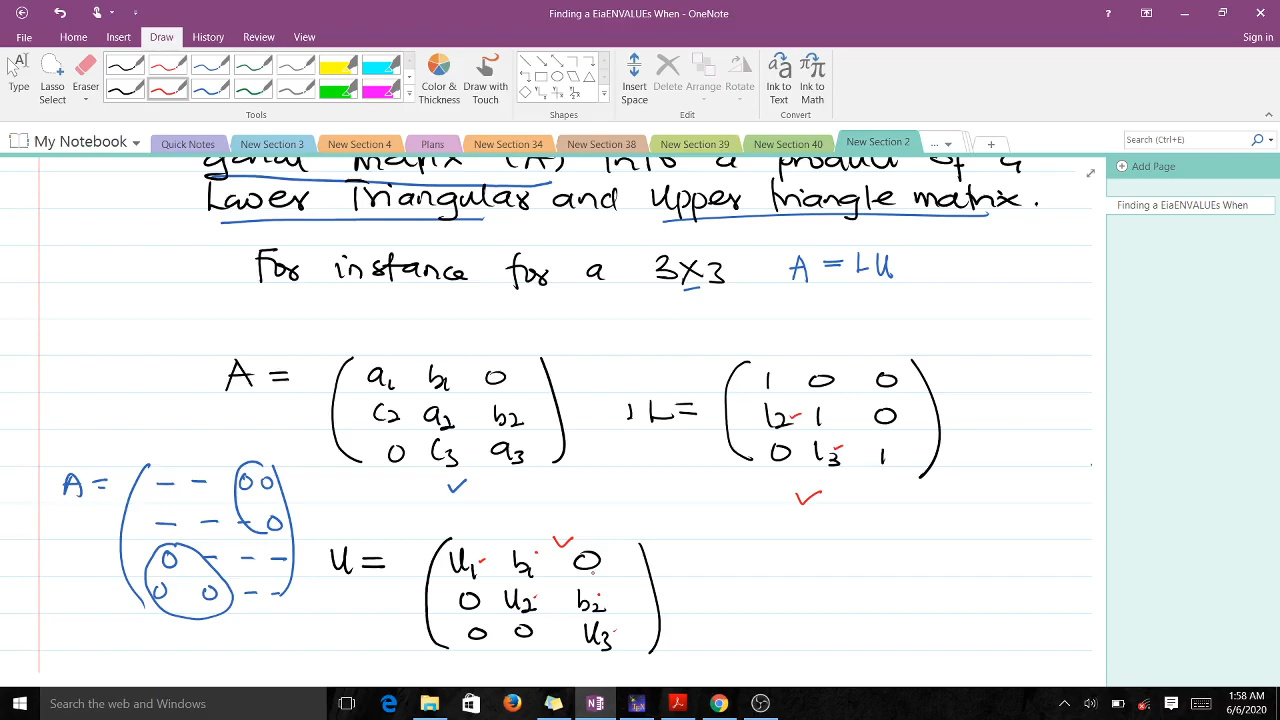 Finding a EiaENVALUEs When - OneNote
File Home Insert Draw History Review View
Sign in
Type
Lasso Select
Eraser
Color & Thickness
Draw with Touch
Insert Space
Delete
Arrange
Rotate
Ink to Text
Ink to Math
Tools
Shapes
Edit
Convert
My Notebook
Quick Notes
New Section 3
New Section 4
Plans
New Section 34
New Section 38
New Section 39
New Section 40
New Section 2
...
Search (Ctrl+E)
Add Page
Finding a EiaENVALUEs When
gonal Matrix (A) into a product of a
Lower Triangular and Upper triangle matrix.
For instance for a 3X3 A = LU
A = ( a1 b1 0
c2 a2 b2
0 c3 a3 )
, L = ( 1 0 0
l2 1 0
0 l3 1 )
A = ( - - 0 0
- - - 0
0 - - -
0 0 - - )
U = ( u1 b1 0
0 u2 b2
0 0 u3 )
Search the web and Windows
1:58 AM
6/6/2020